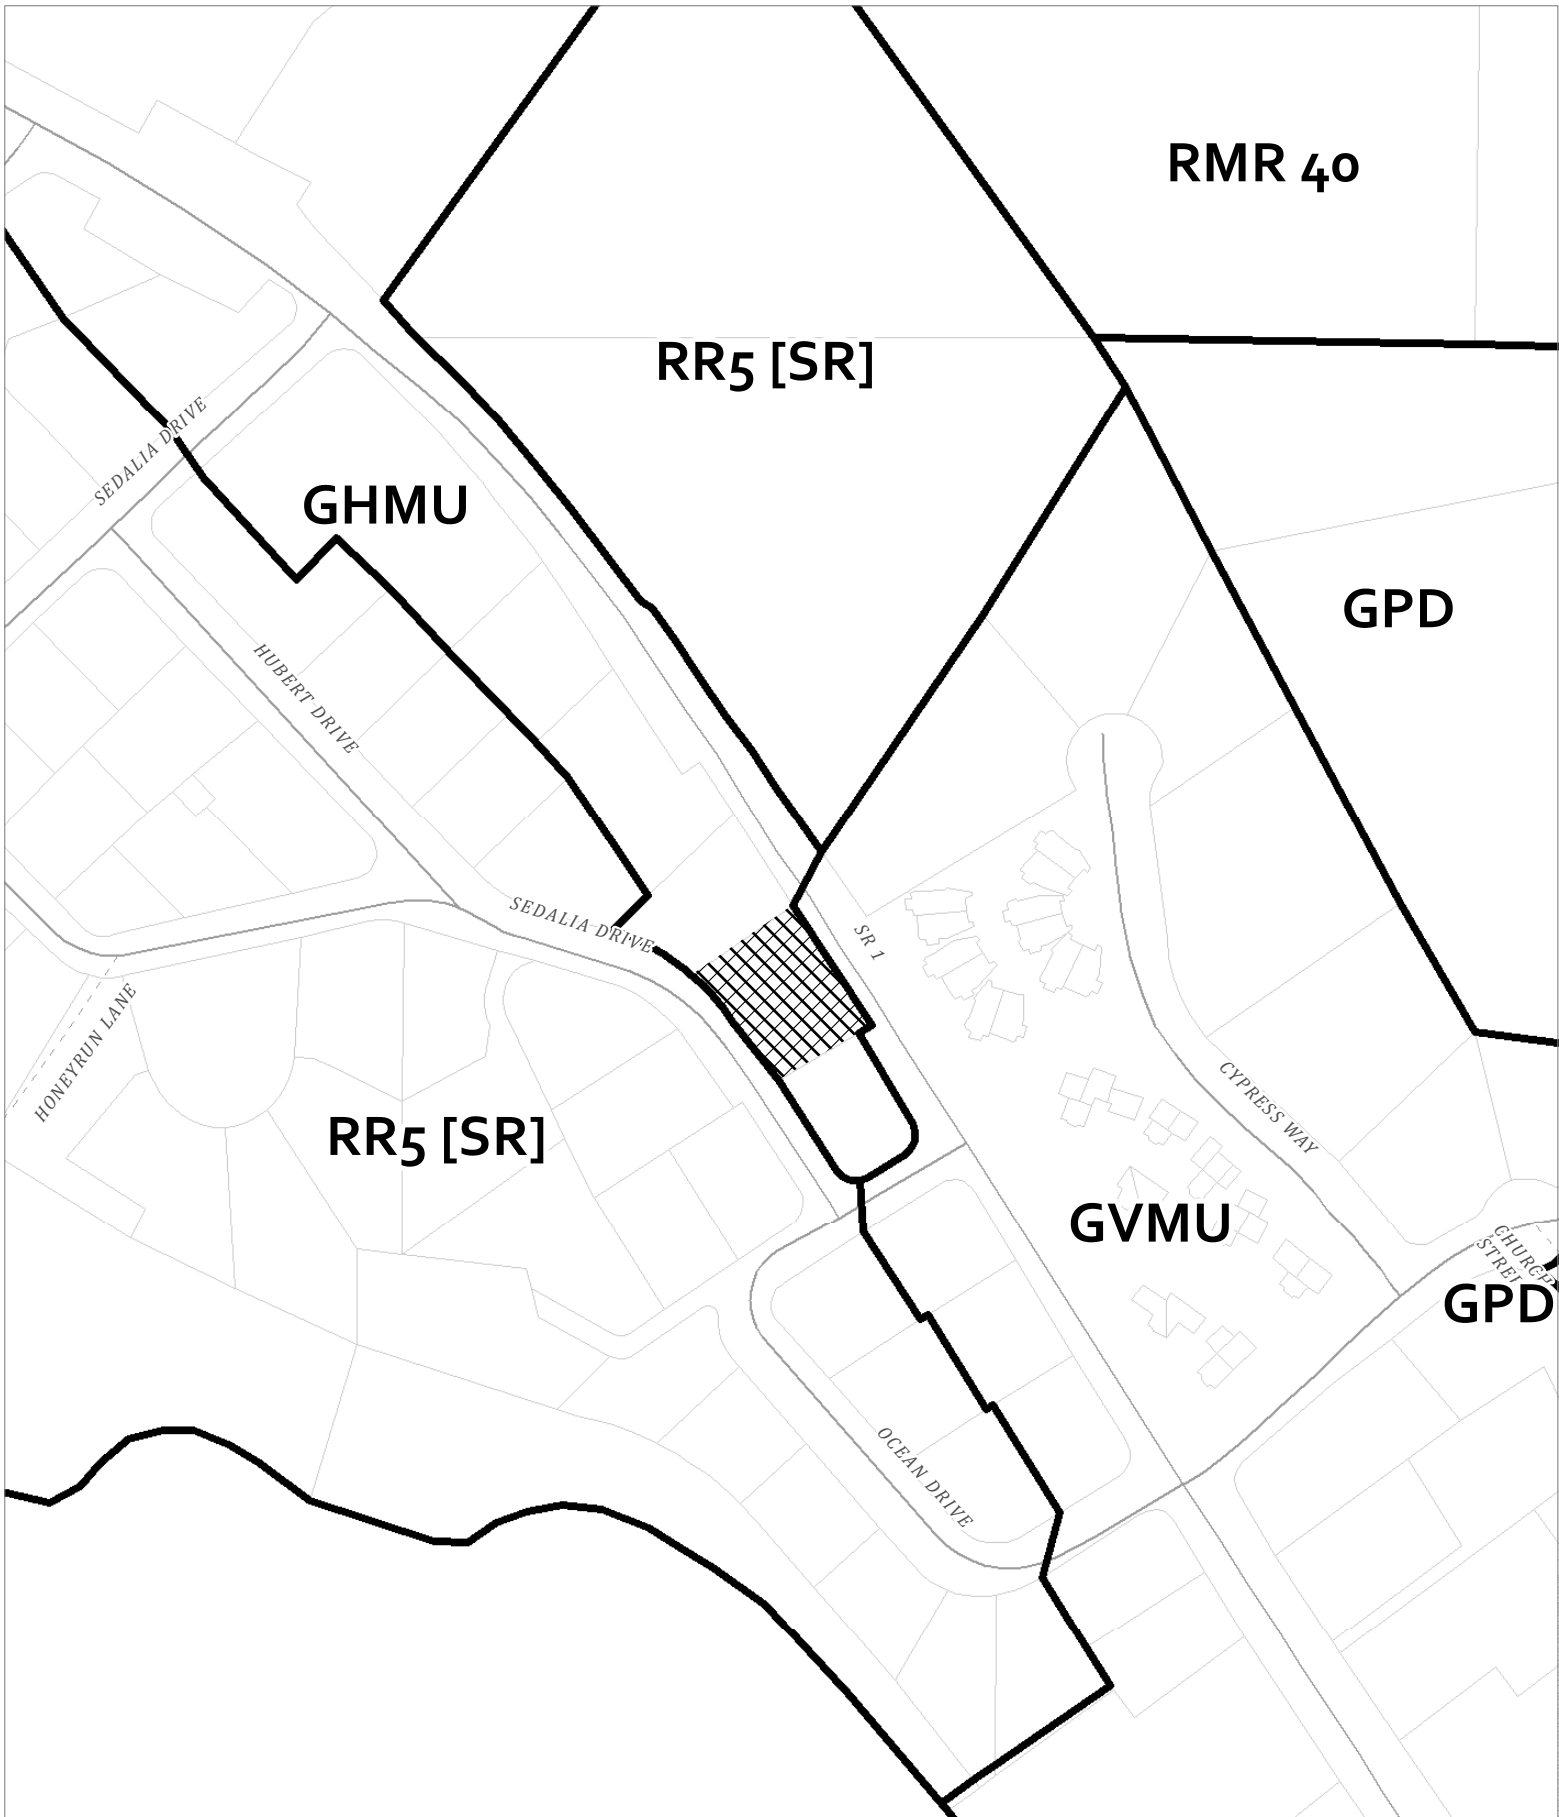 RMR 40
RR5 [SR]
SEDALIA DRIVE
GHMU
GPD
HUBERT DRIVE
SEDALIA DRIVE
SR 1
HONEYRUN LANE
CYPRESS WAY
RR5 [SR]
GVMU
CHURCH
GPD
OCEAN DRIVE